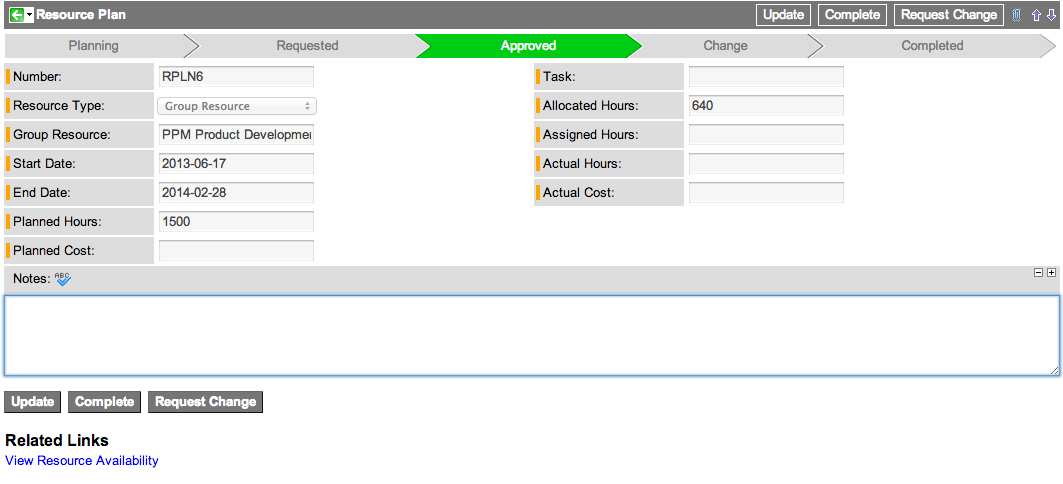 Resource Plan Update Complete Request Change
Planning Requested Approved Change Completed
Number: RPLN6 Task:
Resource Type: Group Resource Allocated Hours: 640
Group Resource: PPM Product Developmen Assigned Hours:
Start Date: 2013-06-17 Actual Hours:
End Date: 2014-02-28 Actual Cost:
Planned Hours: 1500
Planned Cost:
Notes: ABC
Update Complete Request Change
Related Links
View Resource Availability